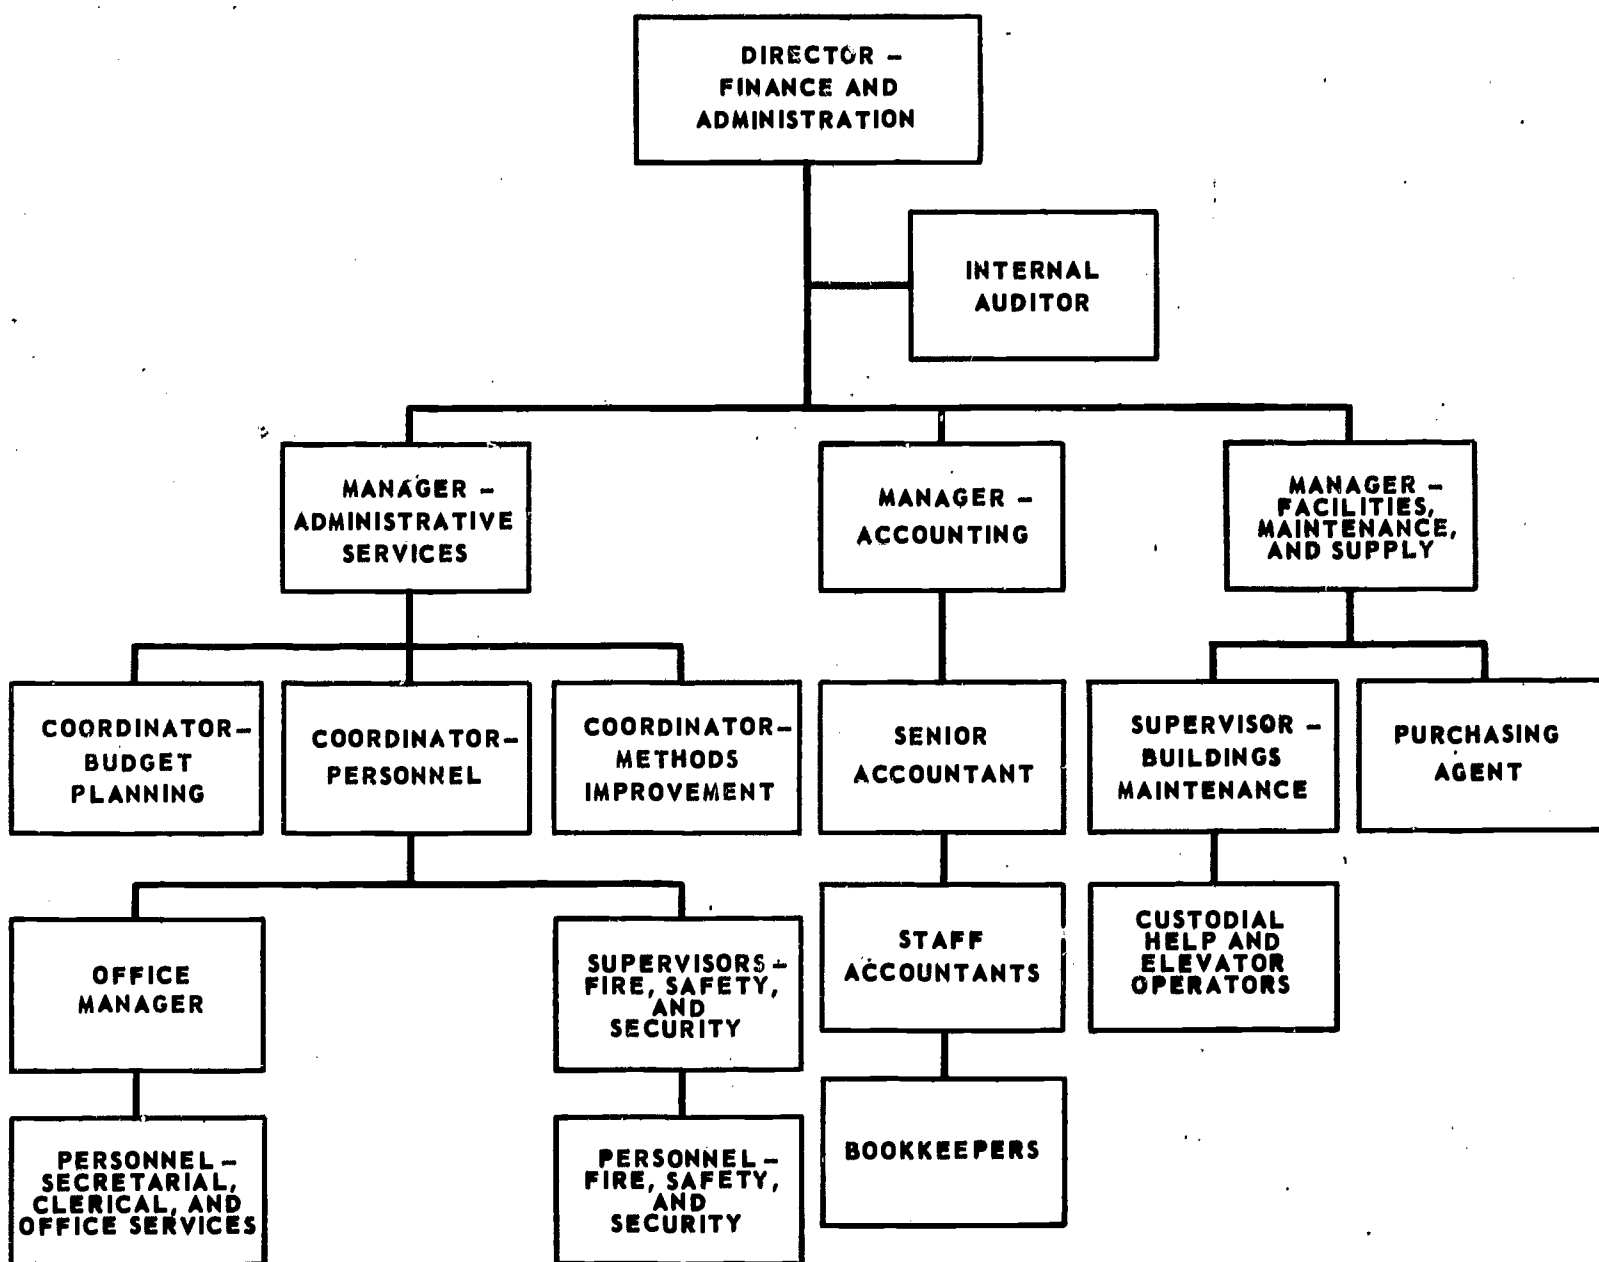 DIRECTOR –
FINANCE AND
ADMINISTRATION
INTERNAL
AUDITOR
MANAGER –
ADMINISTRATIVE
SERVICES
MANAGER –
ACCOUNTING
MANAGER –
FACILITIES,
MAINTENANCE,
AND SUPPLY
COORDINATOR–
BUDGET
PLANNING
COORDINATOR–
PERSONNEL
COORDINATOR–
METHODS
IMPROVEMENT
SENIOR
ACCOUNTANT
SUPERVISOR –
BUILDINGS
MAINTENANCE
PURCHASING
AGENT
OFFICE
MANAGER
SUPERVISORS –
FIRE, SAFETY,
AND
SECURITY
STAFF
ACCOUNTANTS
CUSTODIAL
HELP AND
ELEVATOR
OPERATORS
PERSONNEL –
SECRETARIAL,
CLERICAL, AND
OFFICE SERVICES
PERSONNEL –
FIRE, SAFETY,
AND
SECURITY
BOOKKEEPERS